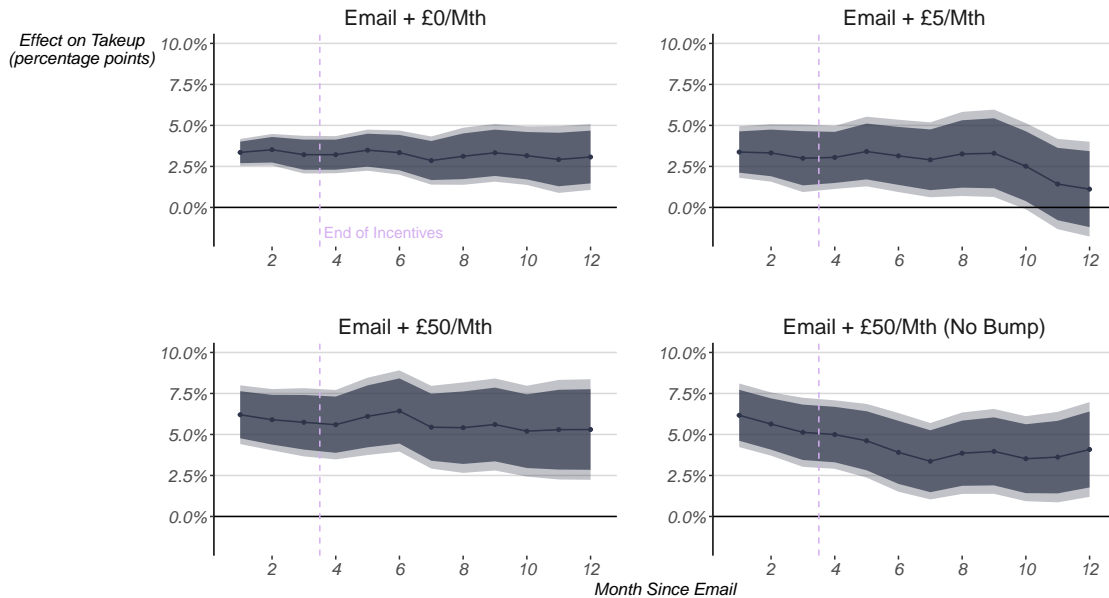 Email + £0/Mth
Email + £5/Mth
Effect on Takeup
(percentage points)
10.0%
7.5%
5.0%
2.5%
0.0%
End of Incentives
2 4 6 8 10 12
10.0%
7.5%
5.0%
2.5%
0.0%
2 4 6 8 10 12
Email + £50/Mth
Email + £50/Mth (No Bump)
10.0%
7.5%
5.0%
2.5%
0.0%
2 4 6 8 10 12
10.0%
7.5%
5.0%
2.5%
0.0%
2 4 6 8 10 12
Month Since Email